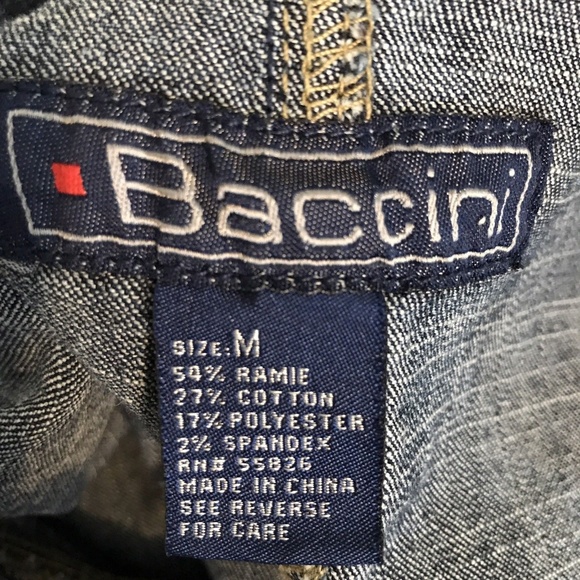 Baccini
SIZE: M
54% RAMIE
27% COTTON
17% POLYESTER
2% SPANDEX
RN# 55826
MADE IN CHINA
SEE REVERSE
FOR CARE